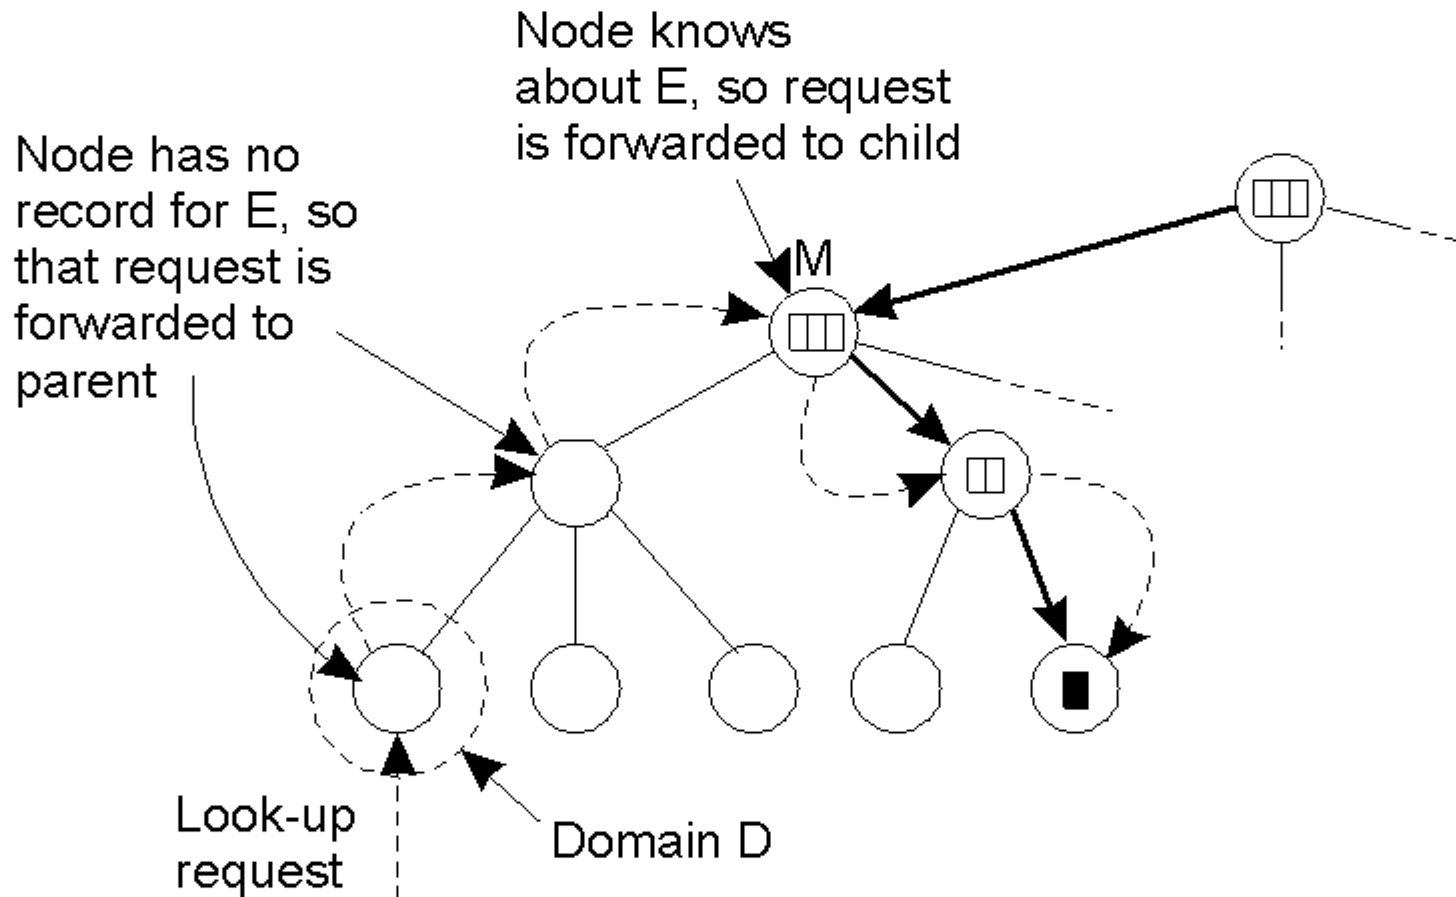 Node knows
about E, so request
is forwarded to child
Node has no
record for E, so
that request is
forwarded to
parent
M
Look-up
request
Domain D